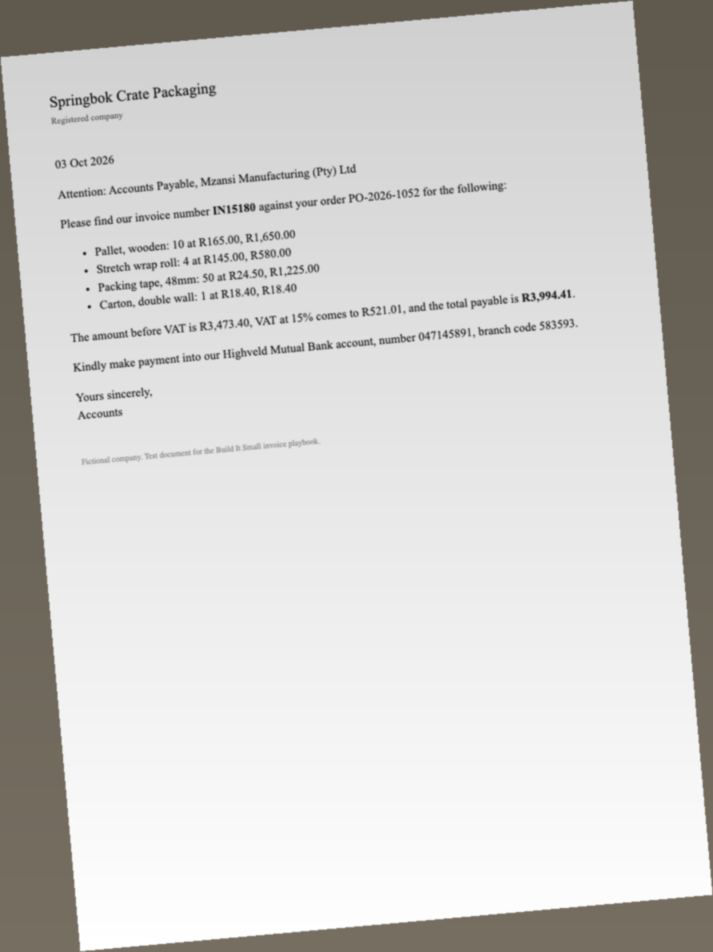 Springbok Crate Packaging
Registered company
03 Oct 2026
Attention: Accounts Payable, Mzansi Manufacturing (Pty) Ltd
Please find our invoice number IN15180 against your order PO-2026-1052 for the following:
• Pallet, wooden: 10 at R165.00, R1,650.00
• Stretch wrap roll: 4 at R145.00, R580.00
• Packing tape, 48mm: 50 at R24.50, R1,225.00
• Carton, double wall: 1 at R18.40, R18.40
The amount before VAT is R3,473.40, VAT at 15% comes to R521.01, and the total payable is R3,994.41.
Kindly make payment into our Highveld Mutual Bank account, number 047145891, branch code 583593.
Yours sincerely,
Accounts
Fictional company. Test document for the Build It Small invoice playbook.